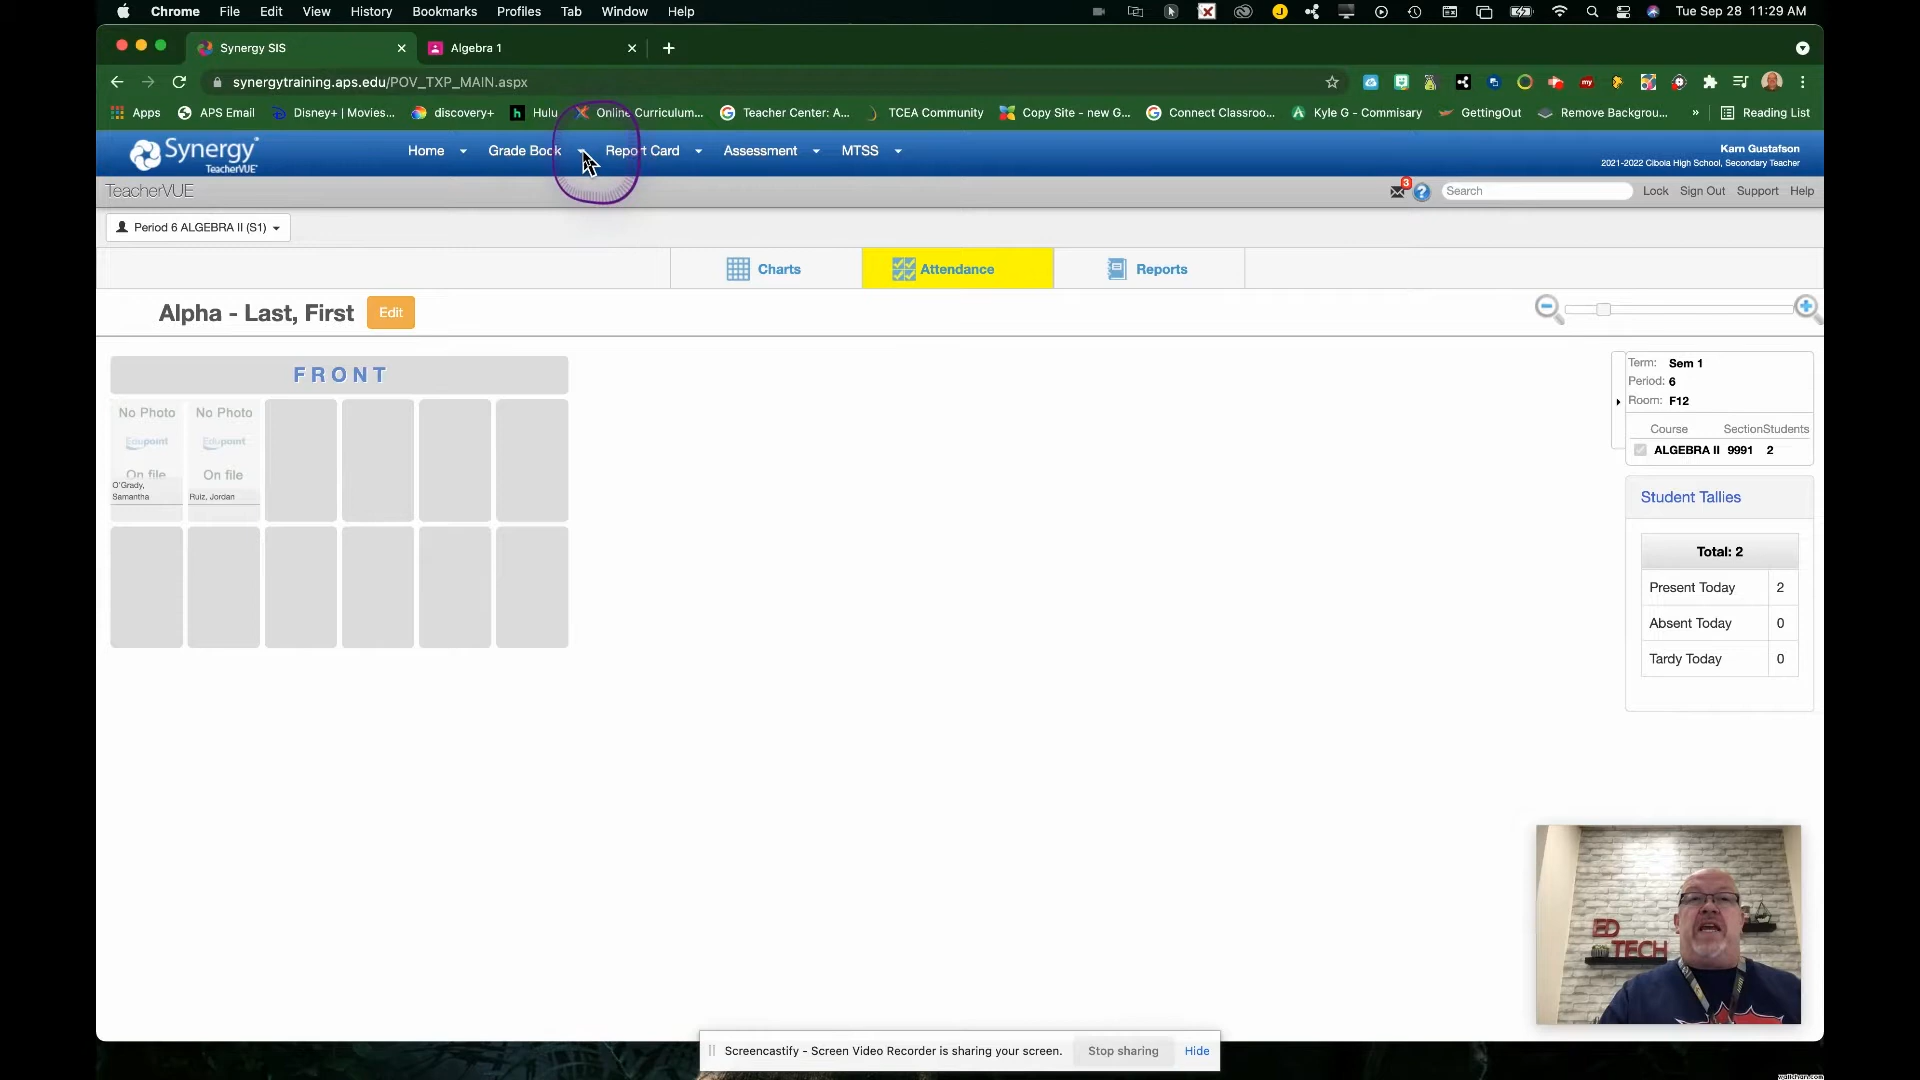 Chrome File Edit View History Bookmarks Profiles Tab Window Help
Tue Sep 28 11:29 AM
Synergy SIS
Algebra 1
synergytraining.aps.edu/POV_TXP_MAIN.aspx
Apps APS Email Disney+ | Movies... discovery+ Hulu Online Curriculum... Teacher Center: A... TCEA Community Copy Site - new G... Connect Classroo... Kyle G - Commisary GettingOut Remove Backgrou... » Reading List
Synergy
TeacherVUE
Home Grade Book Report Card Assessment MTSS
Karn Gustafson
2021-2022 Cibola High School, Secondary Teacher
TeacherVUE
3
Search
Lock Sign Out Support Help
Period 6 ALGEBRA II (S1)
Charts Attendance Reports
Alpha - Last, First Edit
FRONT
No Photo
Edupoint
On file
O'Grady,
Samantha
No Photo
Edupoint
On file
Ruiz, Jordan
Term: Sem 1
Period: 6
Room: F12
Course SectionStudents
ALGEBRA II 9991 2
Student Tallies
Total: 2
Present Today 2
Absent Today 0
Tardy Today 0
ED
TECH
Screencastify - Screen Video Recorder is sharing your screen. Stop sharing Hide